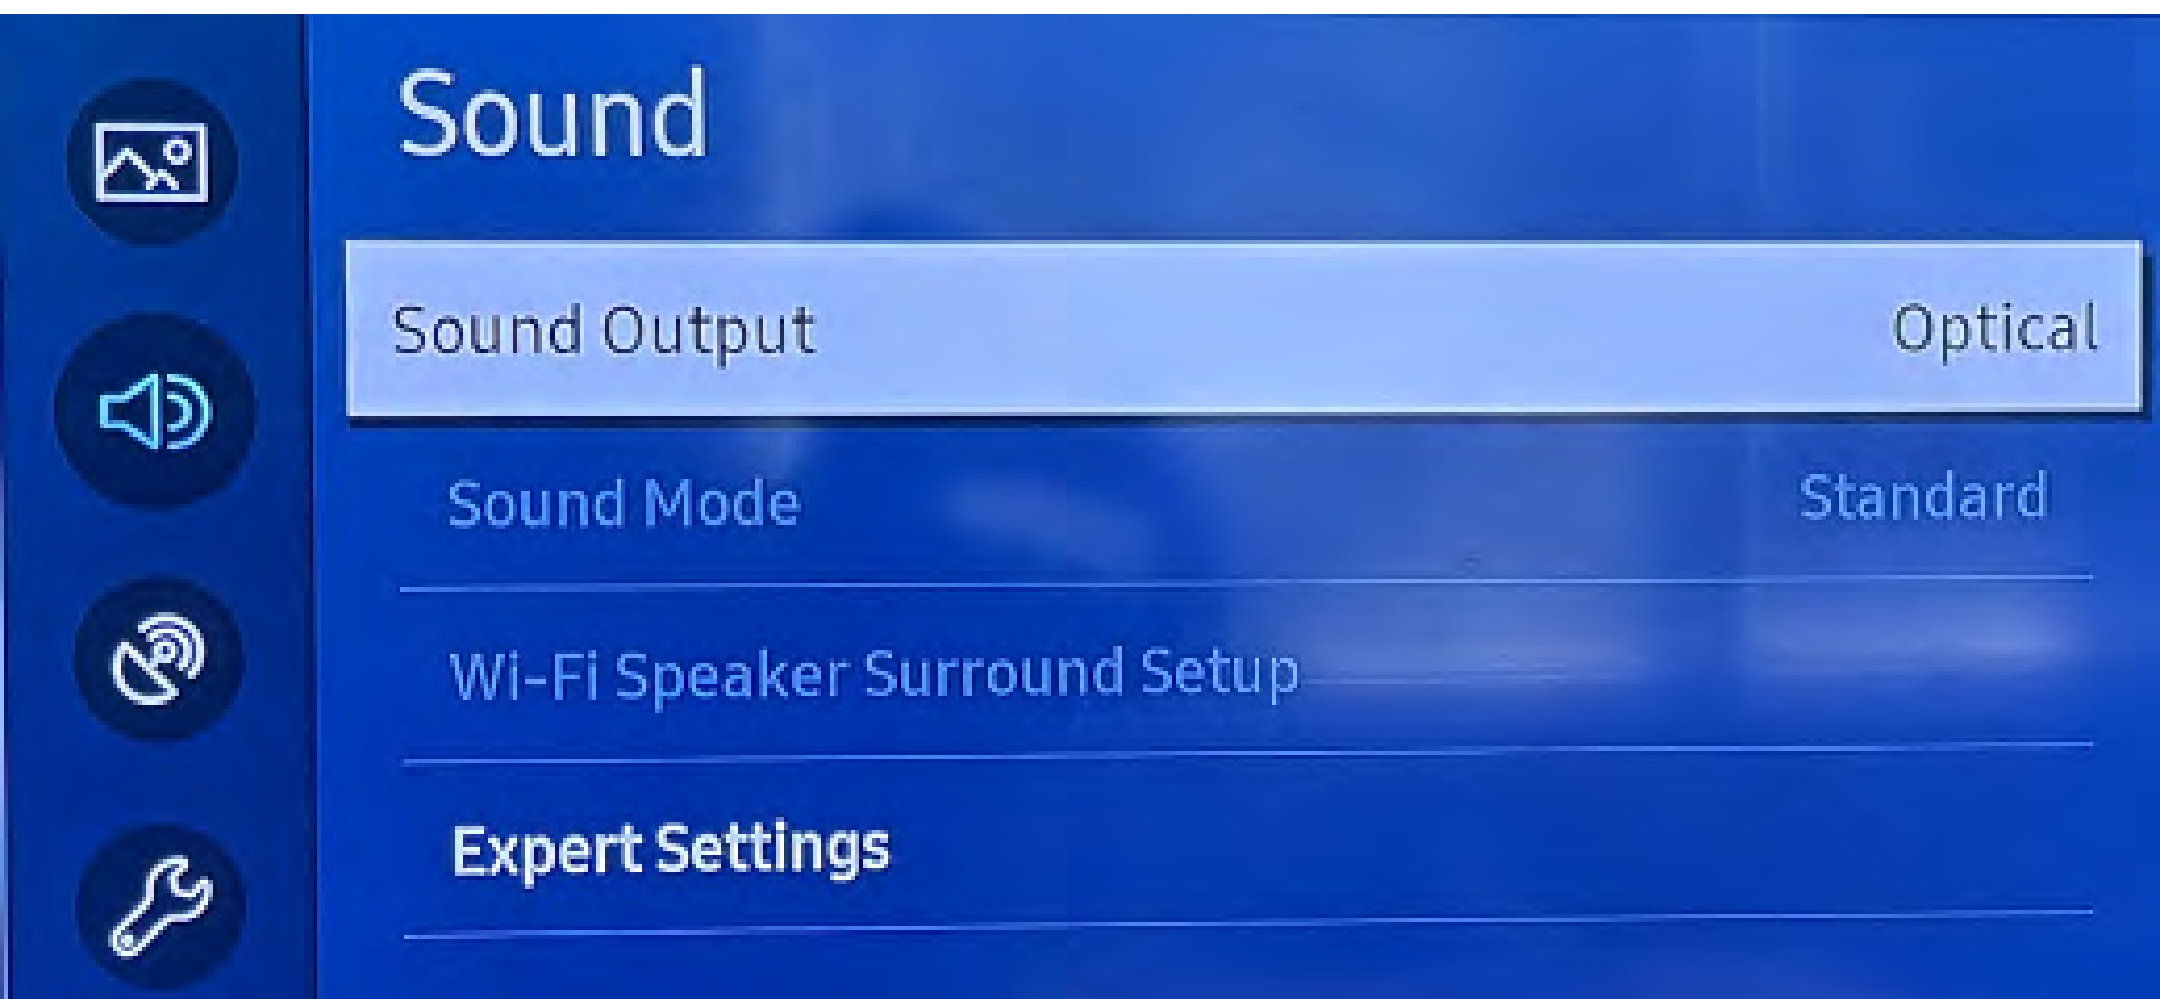 Sound
Sound Output Optical
Sound Mode Standard
Wi-Fi Speaker Surround Setup
Expert Settings